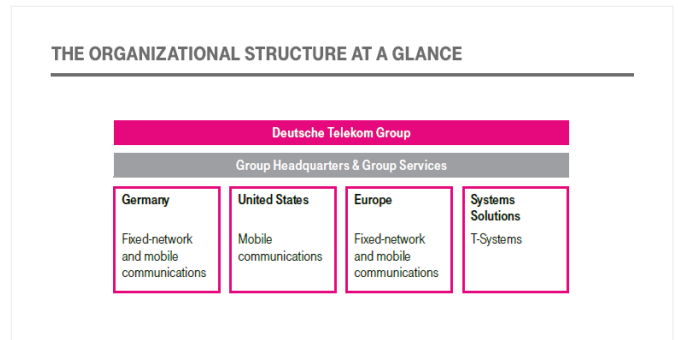 THE ORGANIZATIONAL STRUCTURE AT A GLANCE
Deutsche Telekom Group
Group Headquarters & Group Services
Germany
Fixed-network
and mobile
communications
United States
Mobile
communications
Europe
Fixed-network
and mobile
communications
Systems
Solutions
T-Systems